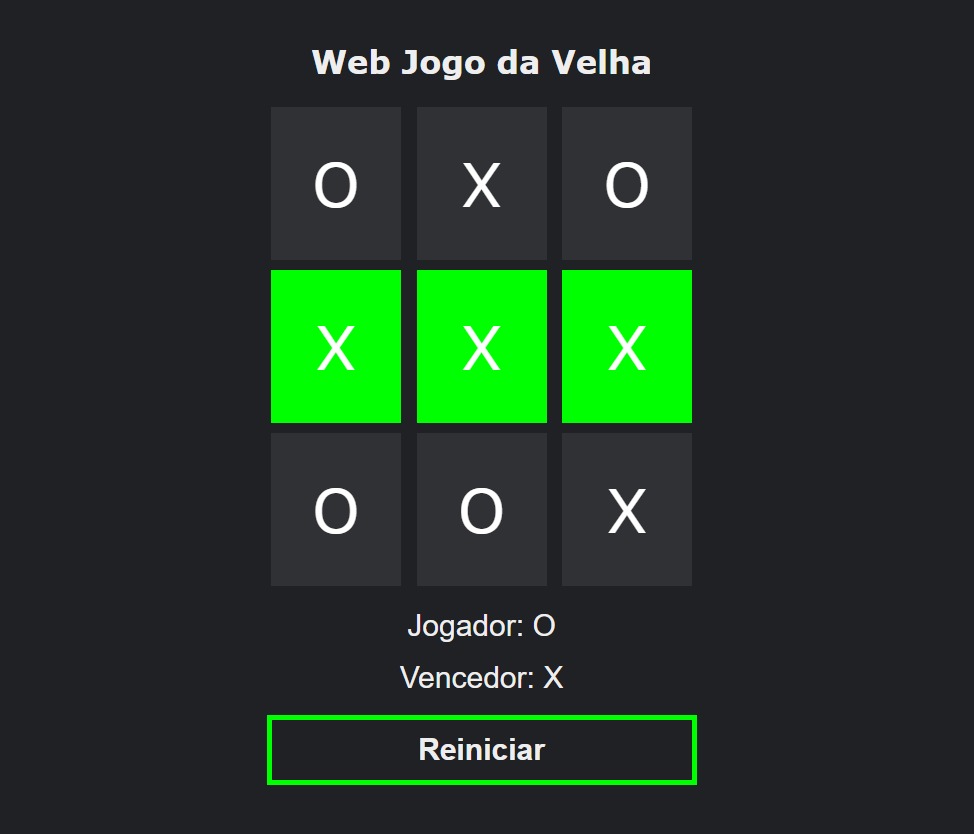 Web Jogo da Velha
O X O
X X X
O O X
Jogador: O
Vencedor: X
Reiniciar